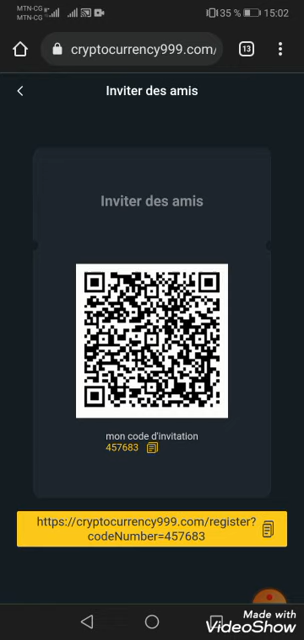 MTN-CG
MTN-CG
35 %
15:02
cryptocurrency999.com/
13
Inviter des amis
Inviter des amis
mon code d'invitation
457683
https://cryptocurrency999.com/register?
codeNumber=457683
Made with
VideoShow